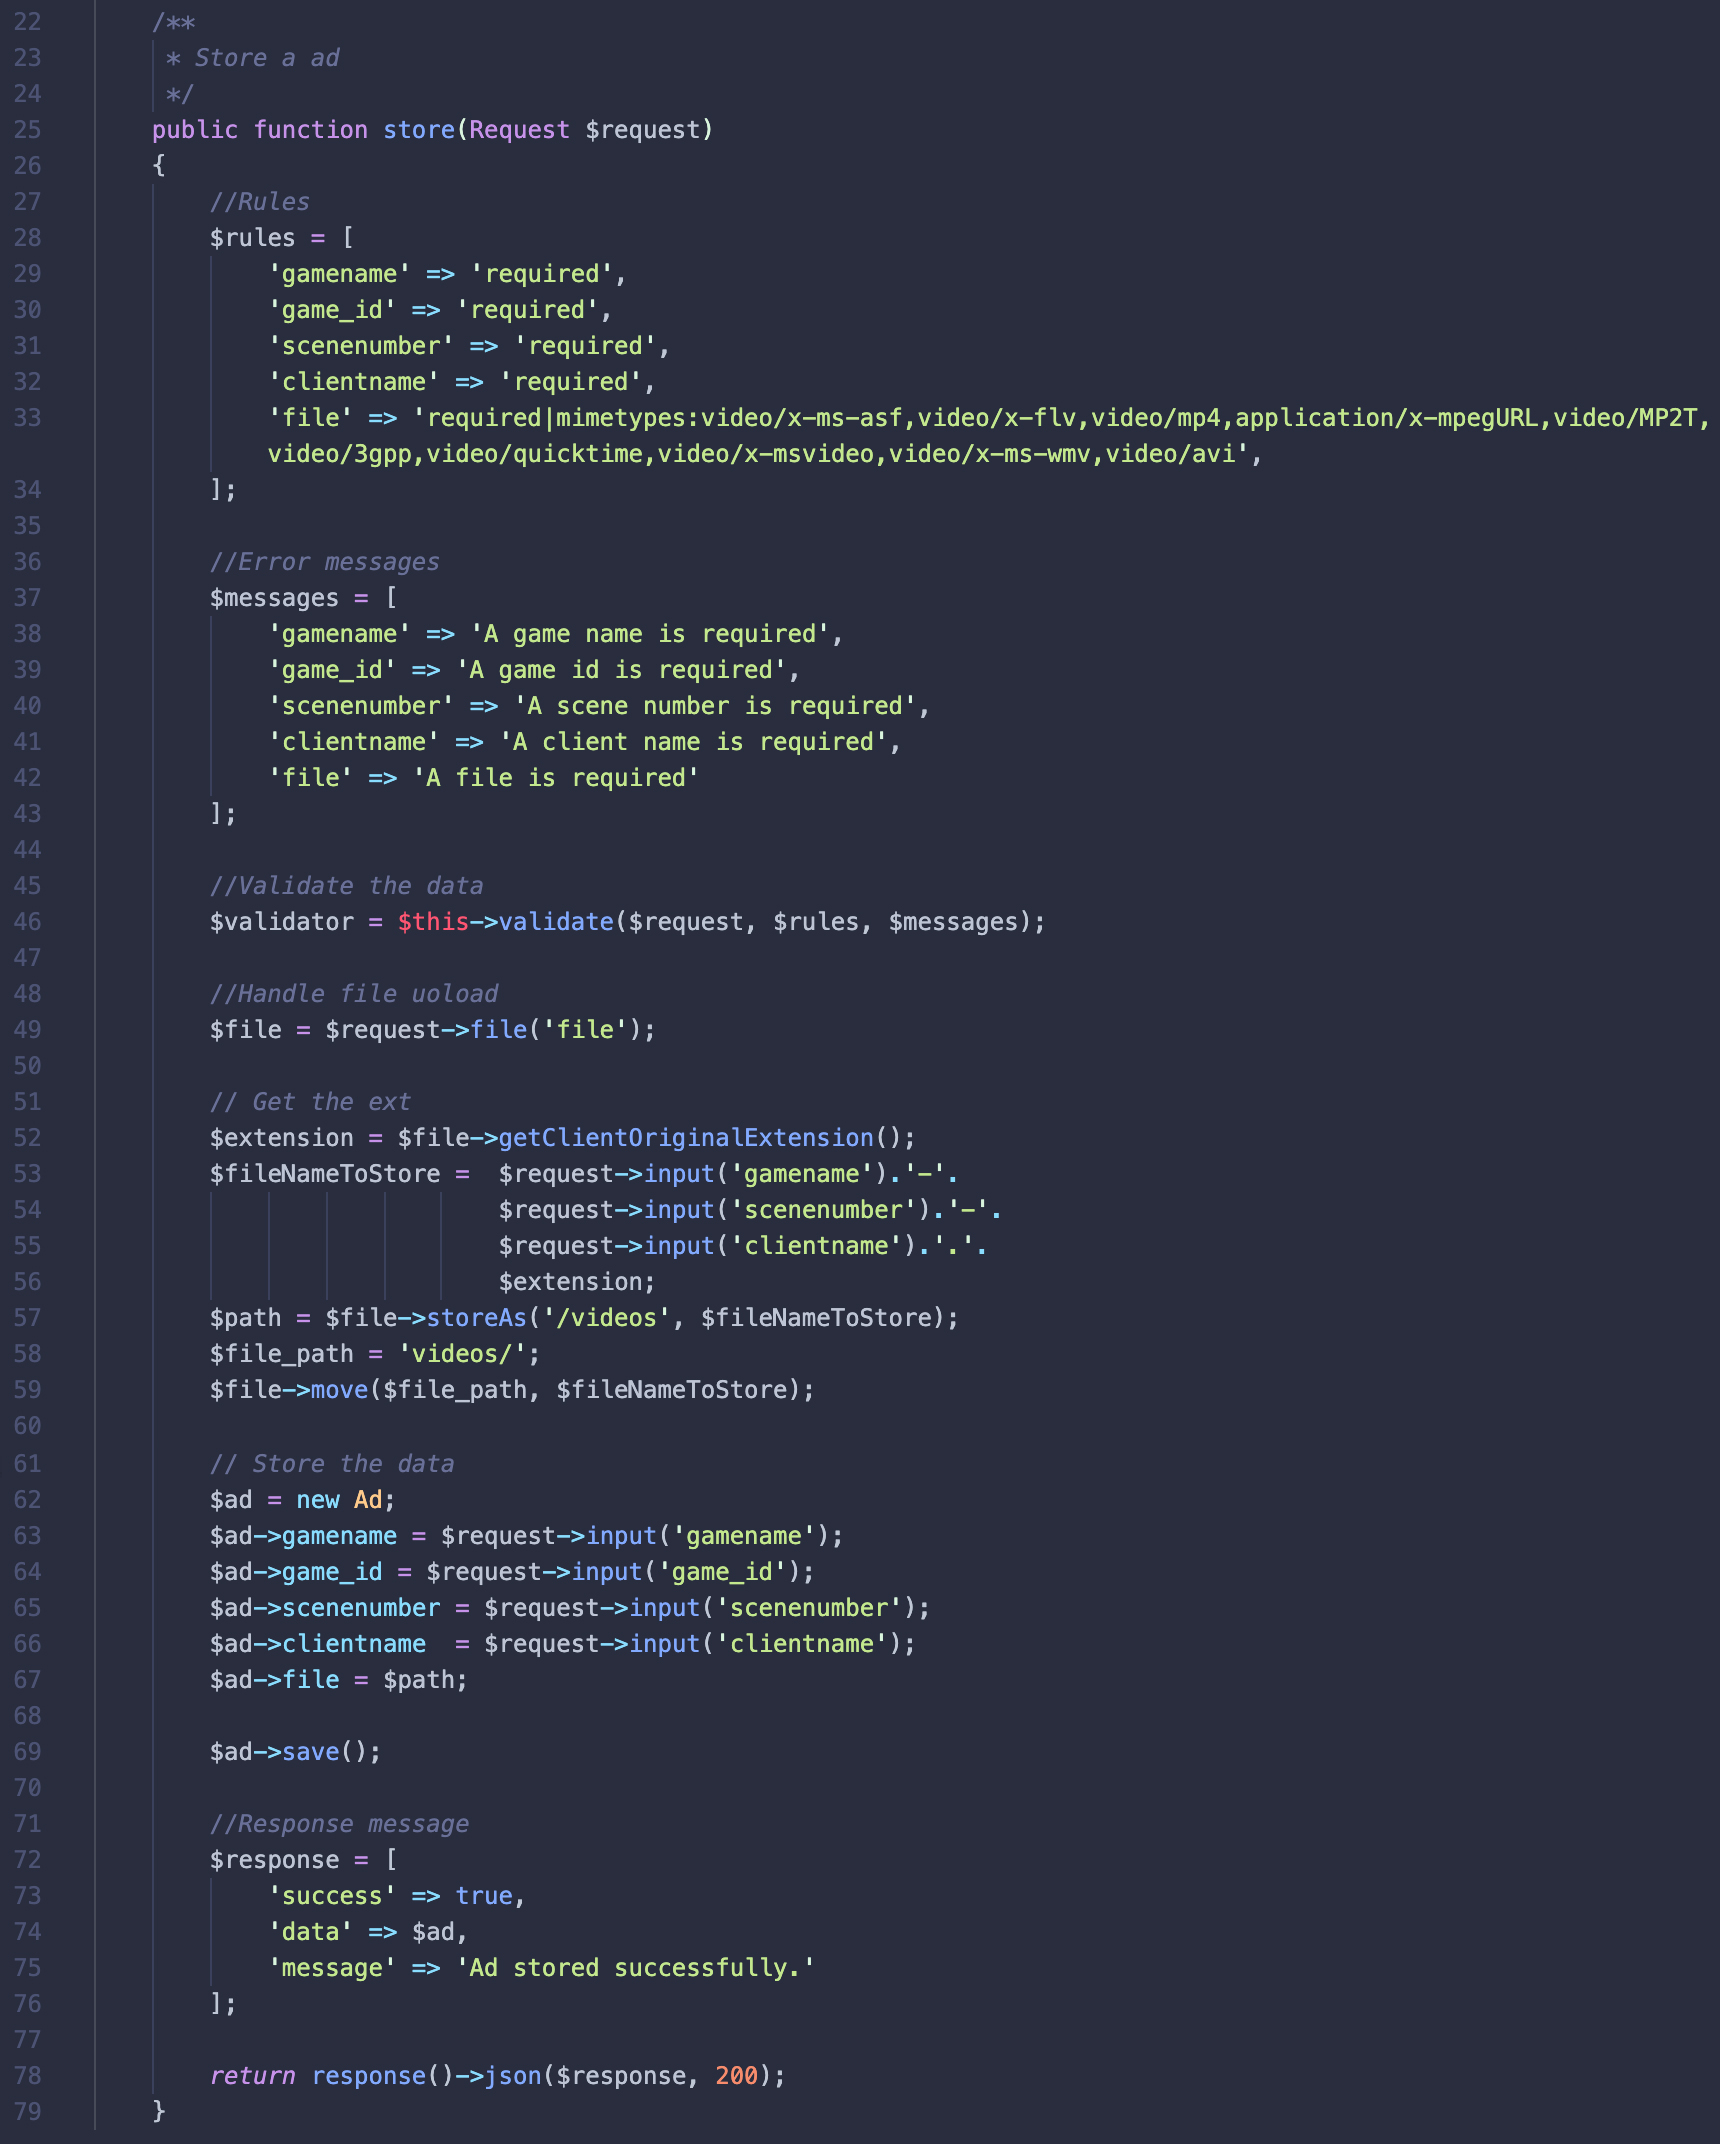 22 /**
23 * Store a ad
24 */
25 public function store(Request $request)
26 {
27 //Rules
28 $rules = [
29 'gamename' => 'required',
30 'game_id' => 'required',
31 'scenenumber' => 'required',
32 'clientname' => 'required',
33 'file' => 'required|mimetypes:video/x-ms-asf,video/x-flv,video/mp4,application/x-mpegURL,video/MP2T,
video/3gpp,video/quicktime,video/x-msvideo,video/x-ms-wmv,video/avi',
34 ];
35
36 //Error messages
37 $messages = [
38 'gamename' => 'A game name is required',
39 'game_id' => 'A game id is required',
40 'scenenumber' => 'A scene number is required',
41 'clientname' => 'A client name is required',
42 'file' => 'A file is required'
43 ];
44
45 //Validate the data
46 $validator = $this->validate($request, $rules, $messages);
47
48 //Handle file uoload
49 $file = $request->file('file');
50
51 // Get the ext
52 $extension = $file->getClientOriginalExtension();
53 $fileNameToStore =  $request->input('gamename').'-'.
54 $request->input('scenenumber').'-'.
55 $request->input('clientname').'.'.
56 $extension;
57 $path = $file->storeAs('/videos', $fileNameToStore);
58 $file_path = 'videos/';
59 $file->move($file_path, $fileNameToStore);
60
61 // Store the data
62 $ad = new Ad;
63 $ad->gamename = $request->input('gamename');
64 $ad->game_id = $request->input('game_id');
65 $ad->scenenumber = $request->input('scenenumber');
66 $ad->clientname  = $request->input('clientname');
67 $ad->file = $path;
68
69 $ad->save();
70
71 //Response message
72 $response = [
73 'success' => true,
74 'data' => $ad,
75 'message' => 'Ad stored successfully.'
76 ];
77
78 return response()->json($response, 200);
79 }